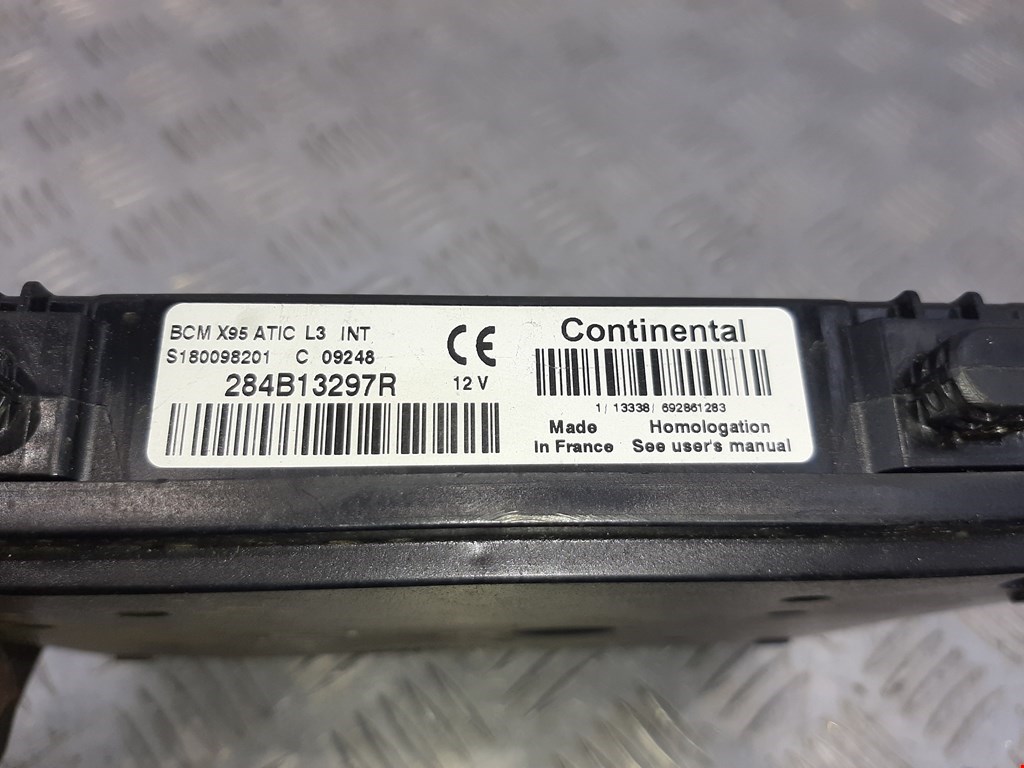 BCM X95 ATIC L3 INT
S180098201 C 09248
284B13297R
CE
12 V
Continental
1/ 13338/ 692861283
Made
In France
Homologation
See user's manual